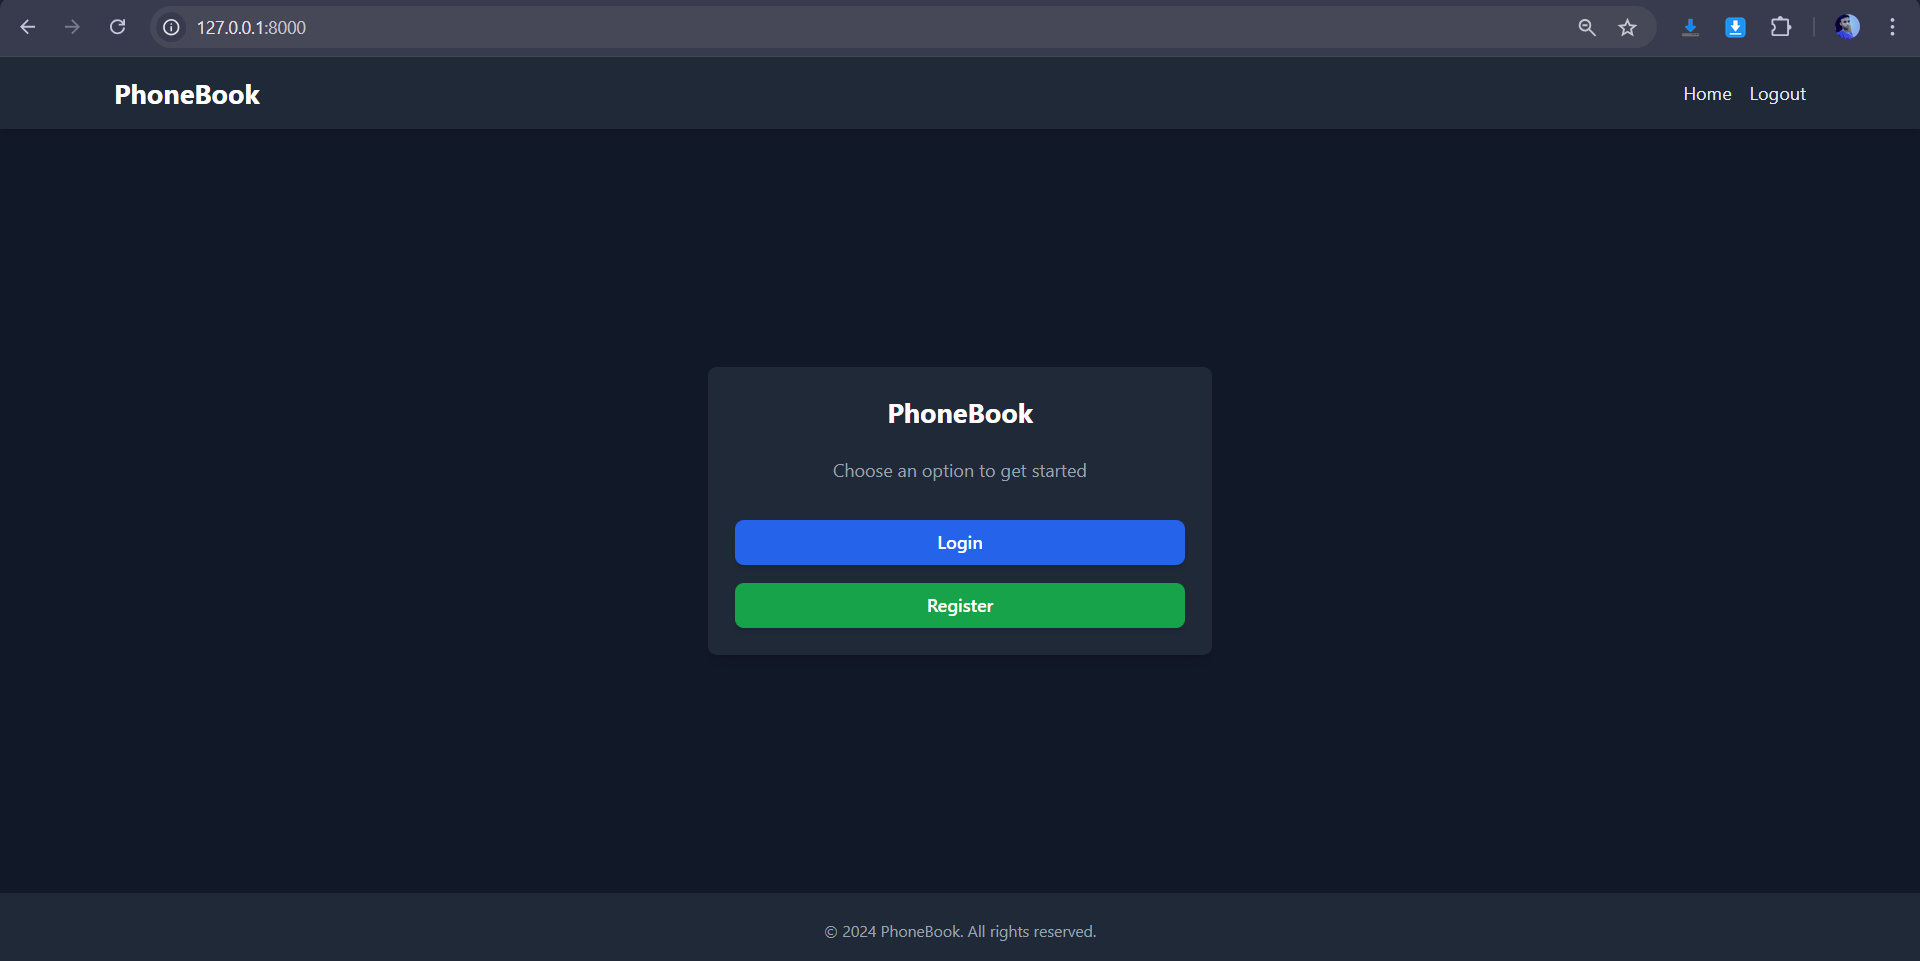 127.0.0.1:8000
PhoneBook
Home Logout
PhoneBook
Choose an option to get started
Login
Register
© 2024 PhoneBook. All rights reserved.